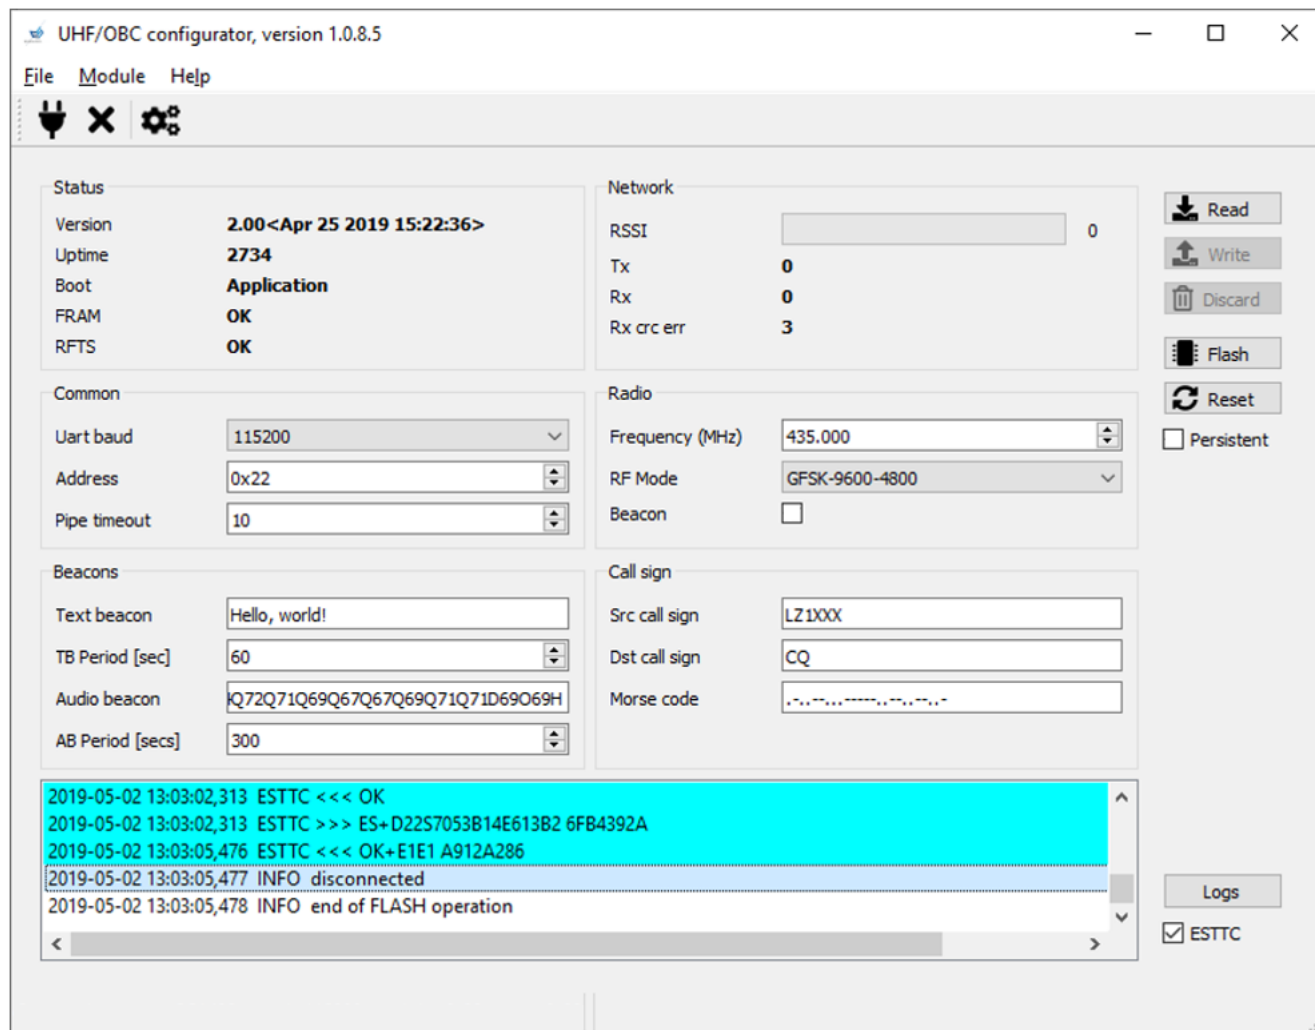 UHF/OBC configurator, version 1.0.8.5
File Module Help
Status
Version 2.00<Apr 25 2019 15:22:36>
Uptime 2734
Boot Application
FRAM OK
RFTS OK
Network
RSSI 0
Tx 0
Rx 0
Rx crc err 3
Read
Write
Discard
Flash
Reset
Persistent
Common
Uart baud 115200
Address 0x22
Pipe timeout 10
Radio
Frequency (MHz) 435.000
RF Mode GFSK-9600-4800
Beacon
Beacons
Text beacon Hello, world!
TB Period [sec] 60
Audio beacon Q72Q71Q69Q67Q67Q69Q71Q71D69O69H
AB Period [secs] 300
Call sign
Src call sign LZ1XXX
Dst call sign CQ
Morse code .-..--...-----..--..--..-
2019-05-02 13:03:02,313 ESTTC <<< OK
2019-05-02 13:03:02,313 ESTTC >>> ES+D22S7053B14E613B2 6FB4392A
2019-05-02 13:03:05,476 ESTTC <<< OK+E1E1 A912A286
2019-05-02 13:03:05,477 INFO disconnected
2019-05-02 13:03:05,478 INFO end of FLASH operation
Logs
ESTTC